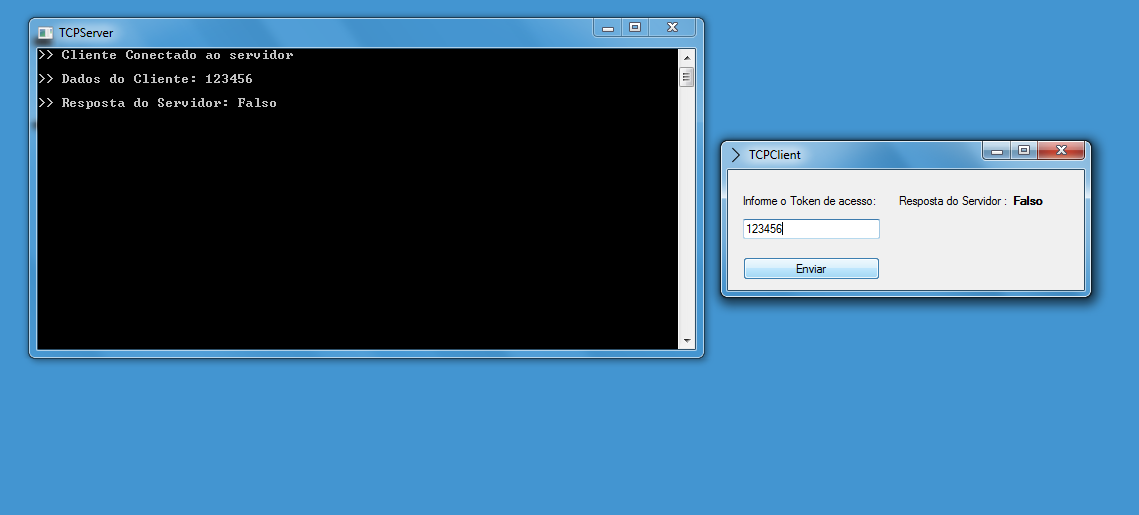 TCPServer
>> Cliente Conectado ao servidor
>> Dados do Cliente: 123456
>> Resposta do Servidor: Falso
TCPClient
Informe o Token de acesso: Resposta do Servidor : Falso
123456
Enviar